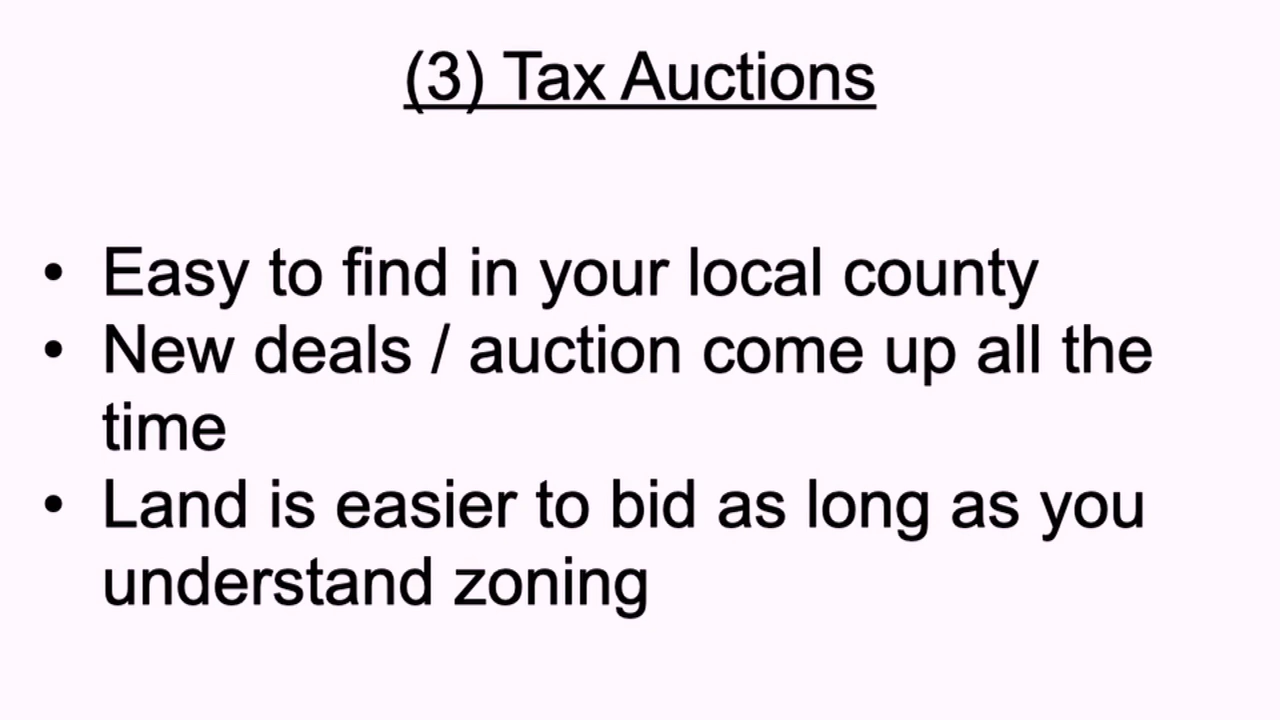 (3) Tax Auctions
• Easy to find in your local county
• New deals / auction come up all the
time
• Land is easier to bid as long as you
understand zoning